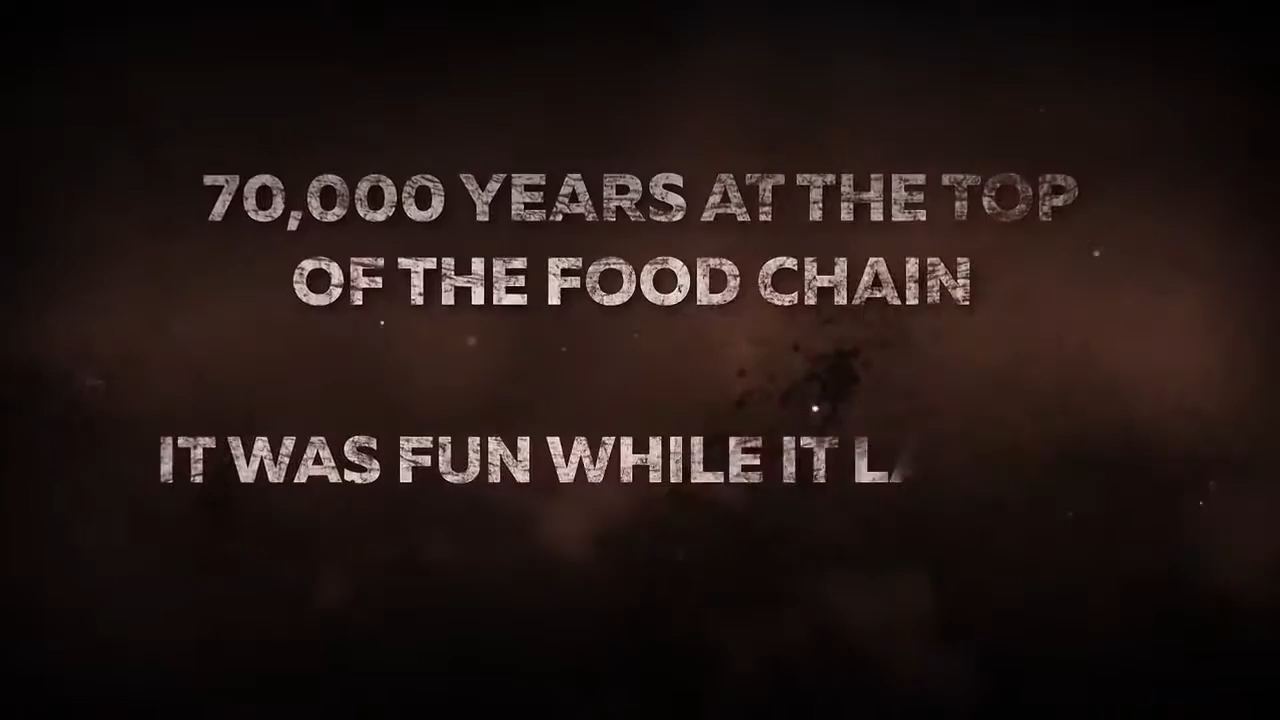 70,000 YEARS AT THE TOP
OF THE FOOD CHAIN
IT WAS FUN WHILE IT